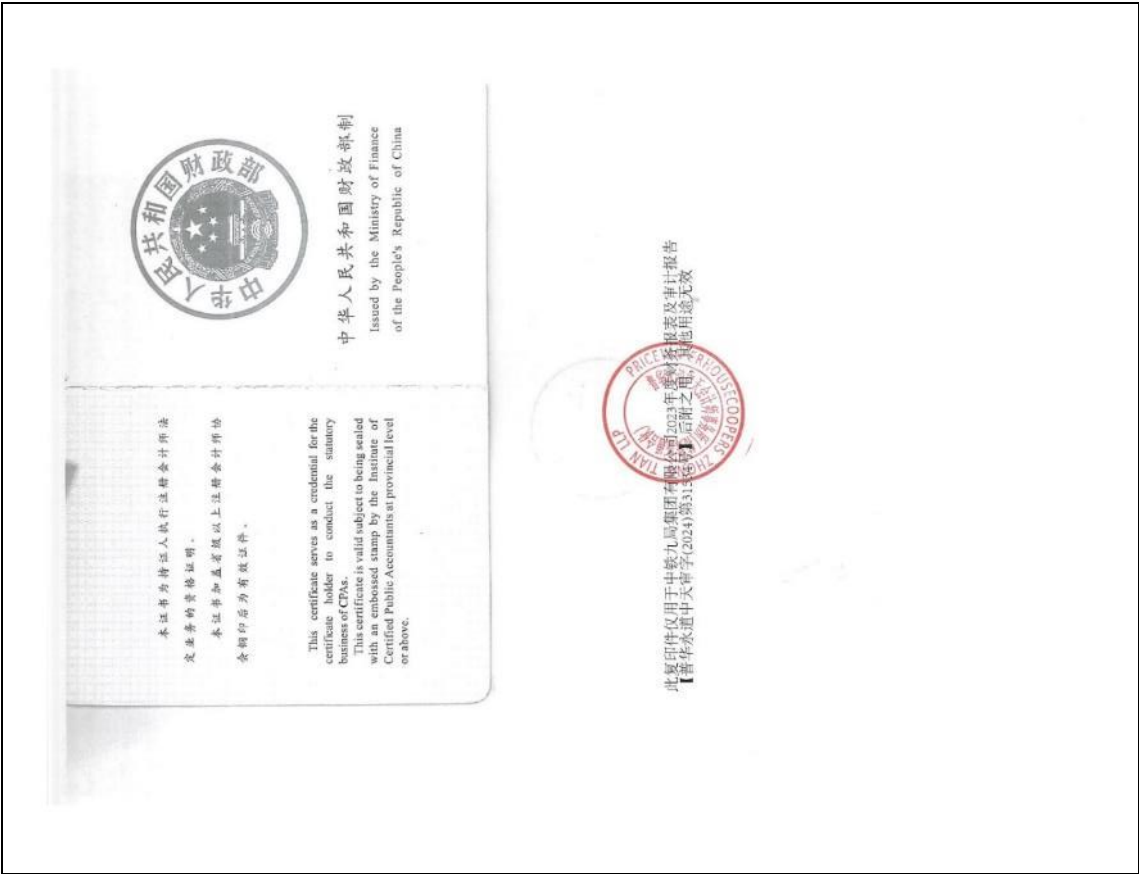 本证书为持证人执行注册会计师法
定业务的资格证明。
本证书加盖省级以上注册会计师协
会钢印后为有效证件。
This certificate serves as a credential for the
certificate holder to conduct the statutory
business of CPAs.
This certificate is valid subject to being sealed
with an embossed stamp by the Institute of
Certified Public Accountants at provincial level
or above.
中华人民共和国财政部
中华人民共和国财政部制
Issued by the Ministry of Finance
of the People's Republic of China
此复印件仅用于中铁九局集团有限公司2023年度财务报表及审计报告
【普华永道中天审字(2024)第315 号】后附之用，其他用途无效
PRICEWATERHOUSECOOPERS ZHONG TIAN LLP